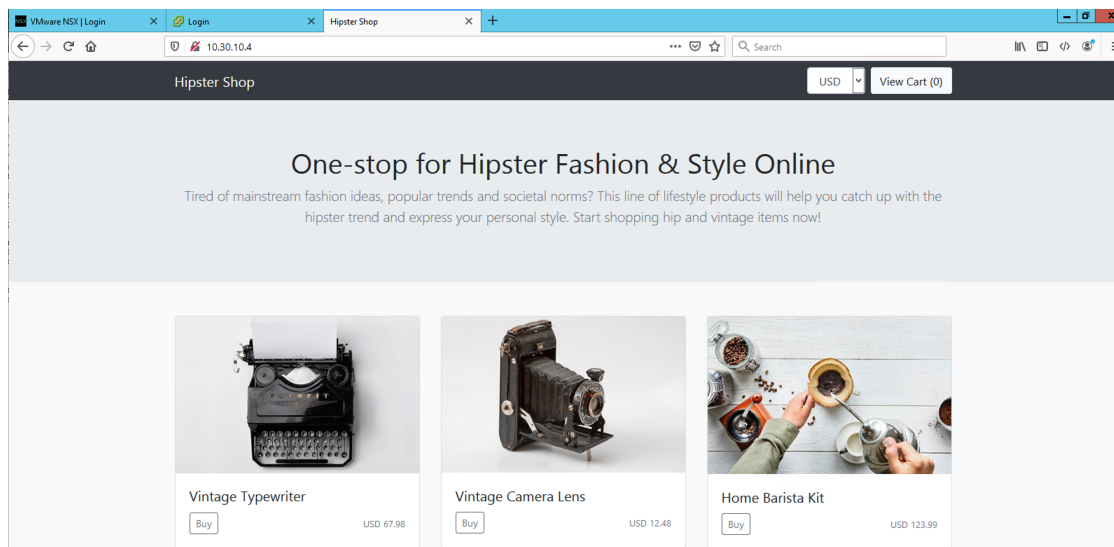 NSX VMware NSX | Login
Login
Hipster Shop
10.30.10.4
Search
Hipster Shop
USD
View Cart (0)
One-stop for Hipster Fashion & Style Online
Tired of mainstream fashion ideas, popular trends and societal norms? This line of lifestyle products will help you catch up with the
hipster trend and express your personal style. Start shopping hip and vintage items now!
Vintage Typewriter
Buy
USD 67.98
Vintage Camera Lens
Buy
USD 12.48
Home Barista Kit
Buy
USD 123.99